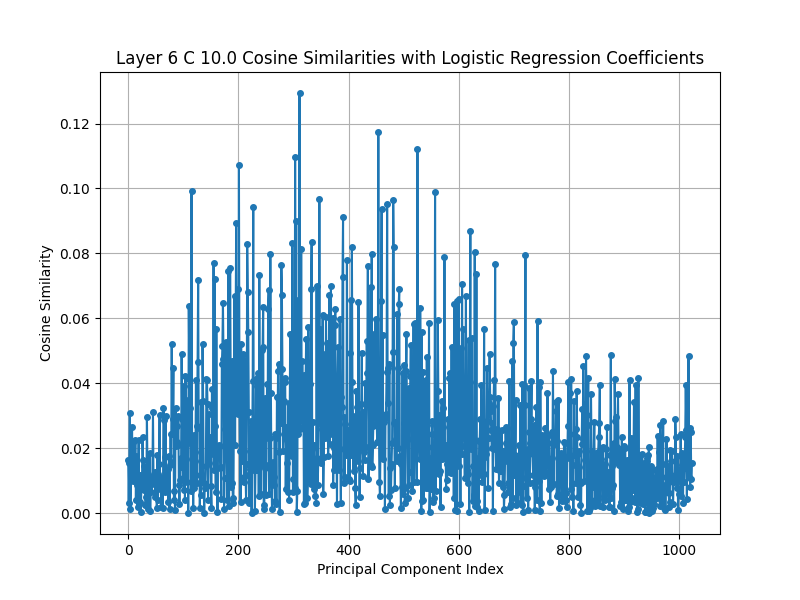 Layer 6 C 10.0 Cosine Similarities with Logistic Regression Coefficients
0.12
0.10
0.08
0.06
0.04
0.02
0.00
Cosine Similarity
0 200 400 600 800 1000
Principal Component Index